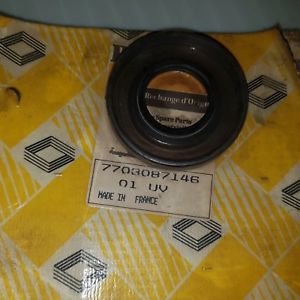 Rechange d'Orig
Spare Parts
7703087146
01 UV
MADE IN FRANCE